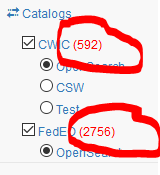 Catalogs
CWIC (592)
OpenSearch
CSW
Test
FedEO (2756)
OpenSearch